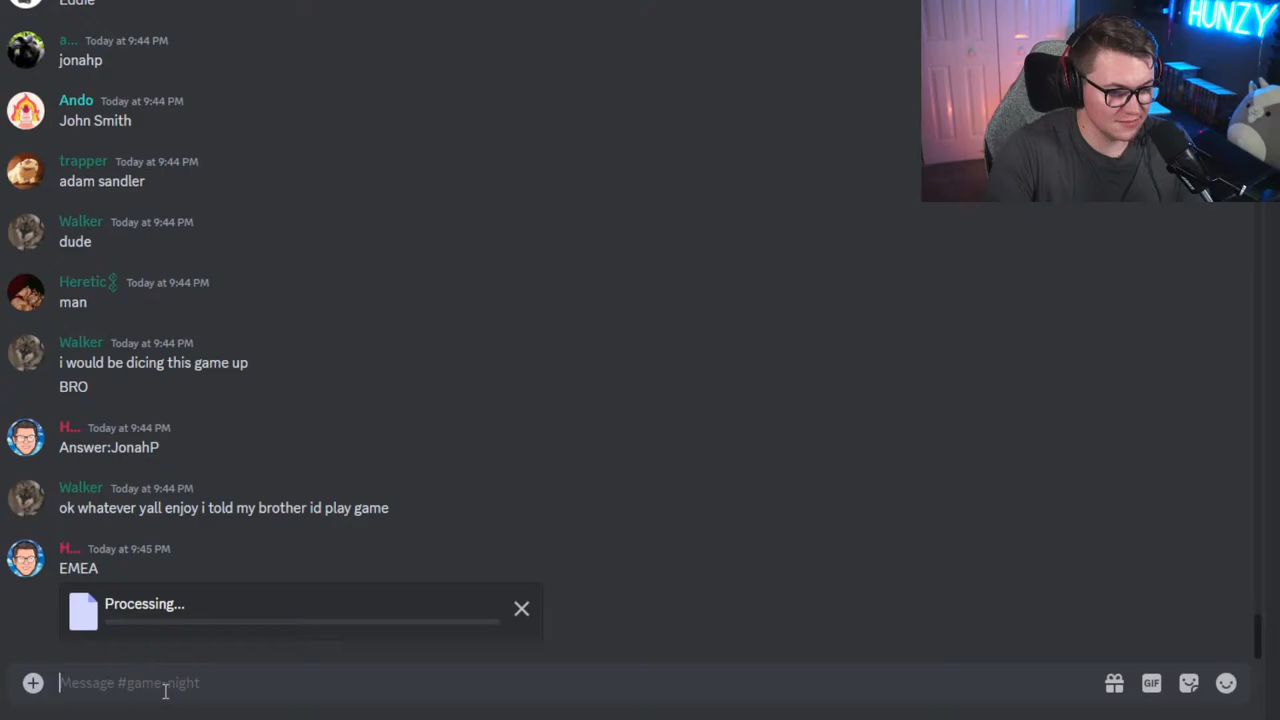 Eddie
a... Today at 9:44 PM
jonahp
Ando Today at 9:44 PM
John Smith
trapper Today at 9:44 PM
adam sandler
Walker Today at 9:44 PM
dude
Heretic Today at 9:44 PM
man
Walker Today at 9:44 PM
i would be dicing this game up
BRO
H... Today at 9:44 PM
Answer:JonahP
Walker Today at 9:44 PM
ok whatever yall enjoy i told my brother id play game
H... Today at 9:45 PM
EMEA
Processing...
Message #game-night
GIF
HUNZY